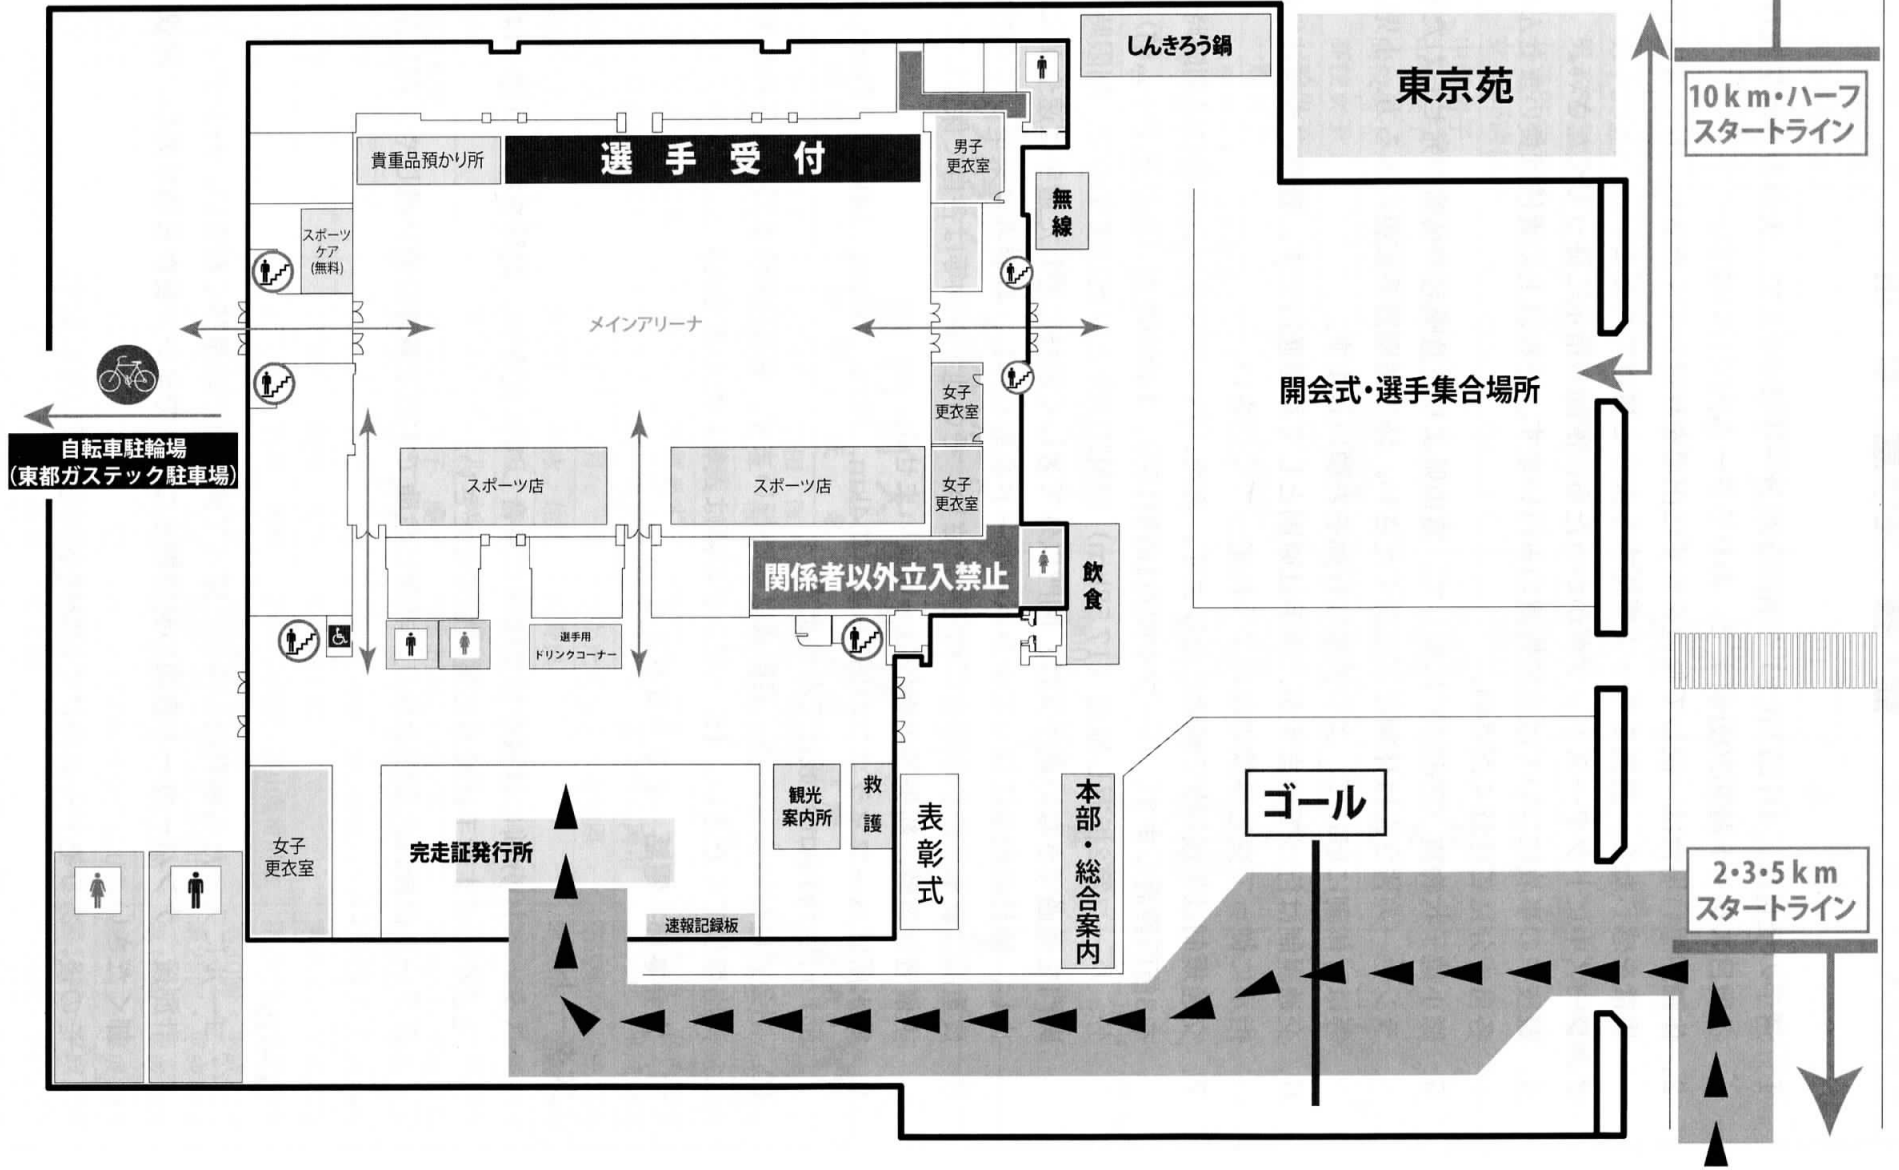 しんきろう鍋
東京苑
10km・ハーフ
スタートライン
貴重品預かり所
選手受付
男子
更衣室
無線
スポーツ
ケア
(無料)
メインアリーナ
開会式・選手集合場所
自転車駐輪場
(東都ガステック駐車場)
女子
更衣室
スポーツ店
スポーツ店
女子
更衣室
関係者以外立入禁止
飲食
選手用
ドリンクコーナー
女子
更衣室
完走証発行所
速報記録板
観光
案内所
救護
表彰式
本部・総合案内
ゴール
2・3・5km
スタートライン